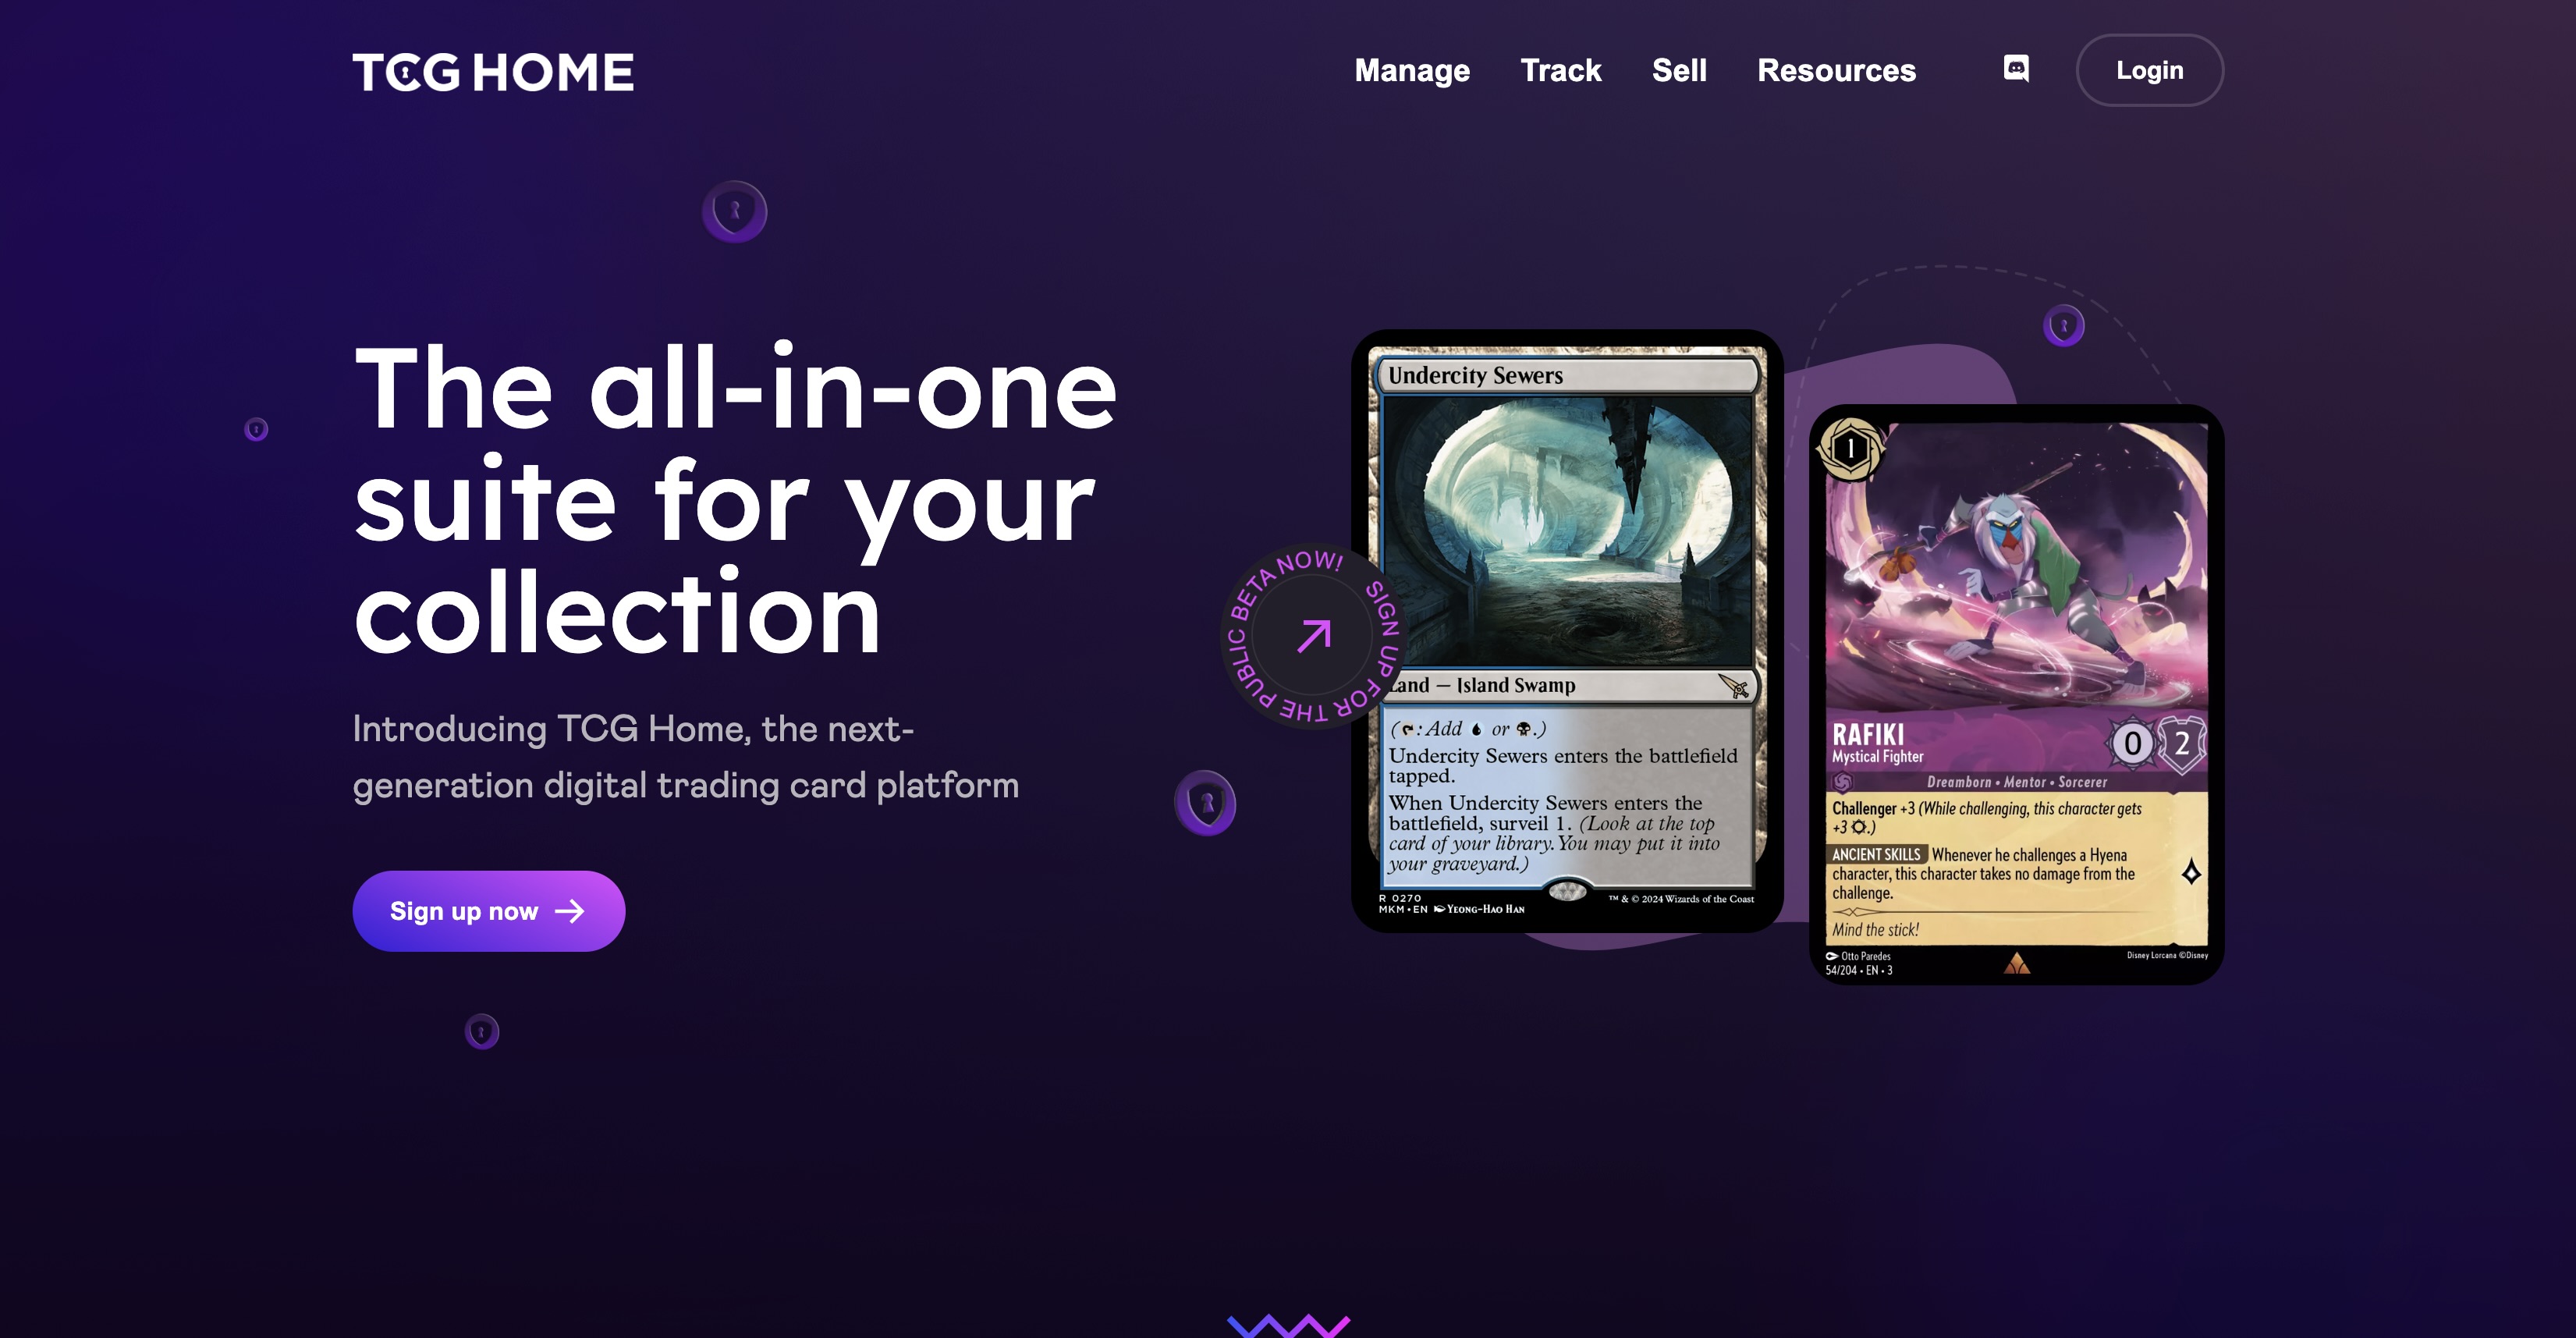 TCG HOME
Manage
Track
Sell
Resources
Login
The all-in-one
suite for your
collection
Introducing TCG Home, the next-
generation digital trading card platform
Sign up now
SIGN UP FOR THE PUBLIC BETA NOW!
Undercity Sewers
Land — Island Swamp
( : Add or .)
Undercity Sewers enters the battlefield
tapped.
When Undercity Sewers enters the
battlefield, surveil 1. (Look at the top
card of your library. You may put it into
your graveyard.)
R 0270
MKM • EN YEONG-HAO HAN
™ & © 2024 Wizards of the Coast
1
RAFIKI
Mystical Fighter
0
2
Dreamborn • Mentor • Sorcerer
Challenger +3 (While challenging, this character gets
+3 .)
ANCIENT SKILLS Whenever he challenges a Hyena
character, this character takes no damage from the
challenge.
Mind the stick!
Otto Paredes
54/204 • EN • 3
Disney Lorcana ©Disney